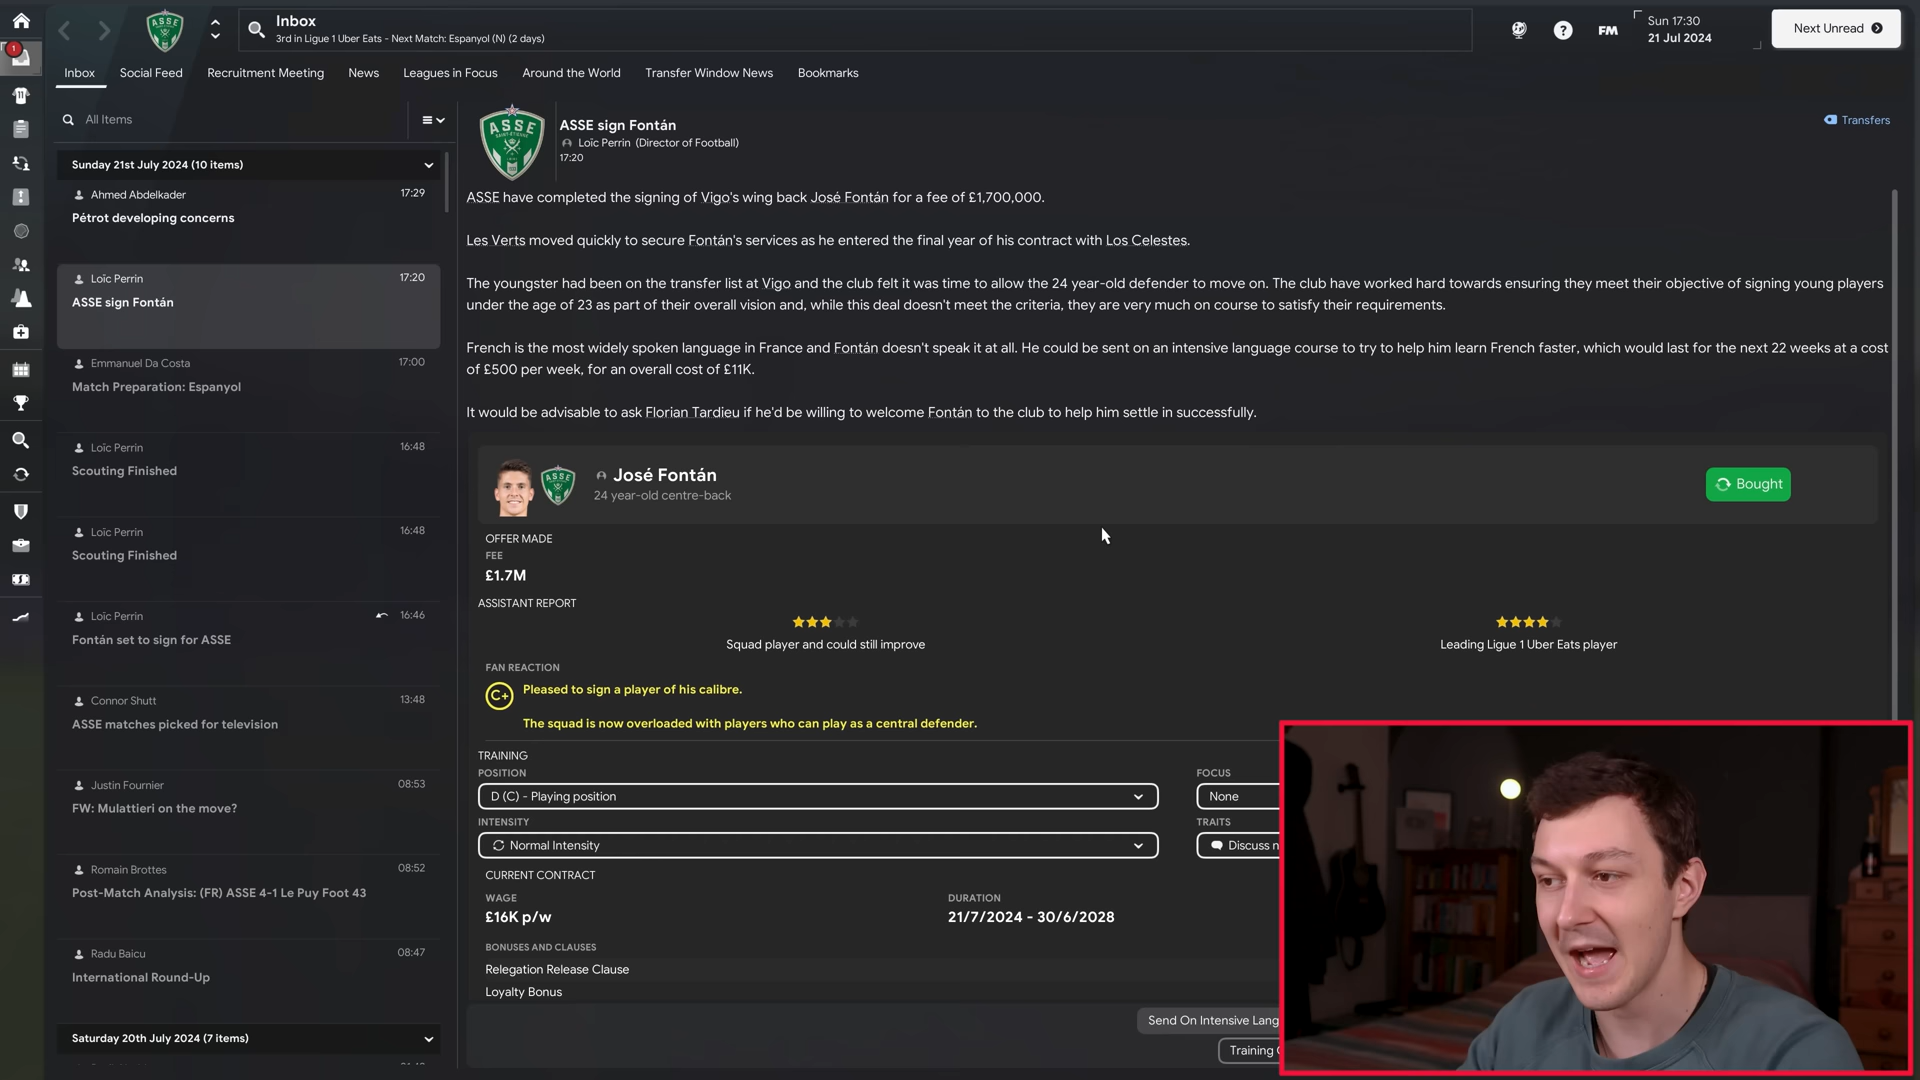 Inbox
3rd in Ligue 1 Uber Eats - Next Match: Espanyol (N) (2 days)
FM
Sun 17:30
21 Jul 2024
Next Unread
1
Inbox
Social Feed
Recruitment Meeting
News
Leagues in Focus
Around the World
Transfer Window News
Bookmarks
All Items
Sunday 21st July 2024 (10 items)
Ahmed Abdelkader 17:29
Pétrot developing concerns
Loïc Perrin 17:20
ASSE sign Fontán
Emmanuel Da Costa 17:00
Match Preparation: Espanyol
Loïc Perrin 16:48
Scouting Finished
Loïc Perrin 16:48
Scouting Finished
Loïc Perrin 16:46
Fontán set to sign for ASSE
Connor Shutt 13:48
ASSE matches picked for television
Justin Fournier 08:53
FW: Mulattieri on the move?
Romain Brottes 08:52
Post-Match Analysis: (FR) ASSE 4-1 Le Puy Foot 43
Radu Baicu 08:47
International Round-Up
Saturday 20th July 2024 (7 items)
ASSE
ASSE sign Fontán
Loïc Perrin (Director of Football)
17:20
Transfers
ASSE have completed the signing of Vigo's wing back José Fontán for a fee of £1,700,000.
Les Verts moved quickly to secure Fontán's services as he entered the final year of his contract with Los Celestes.
The youngster had been on the transfer list at Vigo and the club felt it was time to allow the 24 year-old defender to move on. The club have worked hard towards ensuring they meet their objective of signing young players
under the age of 23 as part of their overall vision and, while this deal doesn't meet the criteria, they are very much on course to satisfy their requirements.
French is the most widely spoken language in France and Fontán doesn't speak it at all. He could be sent on an intensive language course to try to help him learn French faster, which would last for the next 22 weeks at a cost
of £500 per week, for an overall cost of £11K.
It would be advisable to ask Florian Tardieu if he'd be willing to welcome Fontán to the club to help him settle in successfully.
José Fontán
24 year-old centre-back
Bought
OFFER MADE
FEE
£1.7M
ASSISTANT REPORT
Squad player and could still improve
Leading Ligue 1 Uber Eats player
FAN REACTION
C+
Pleased to sign a player of his calibre.
The squad is now overloaded with players who can play as a central defender.
TRAINING
POSITION
D (C) - Playing position
FOCUS
None
INTENSITY
Normal Intensity
TRAITS
Discuss n
CURRENT CONTRACT
WAGE
£16K p/w
DURATION
21/7/2024 - 30/6/2028
BONUSES AND CLAUSES
Relegation Release Clause
Loyalty Bonus
Send On Intensive Lang
Training